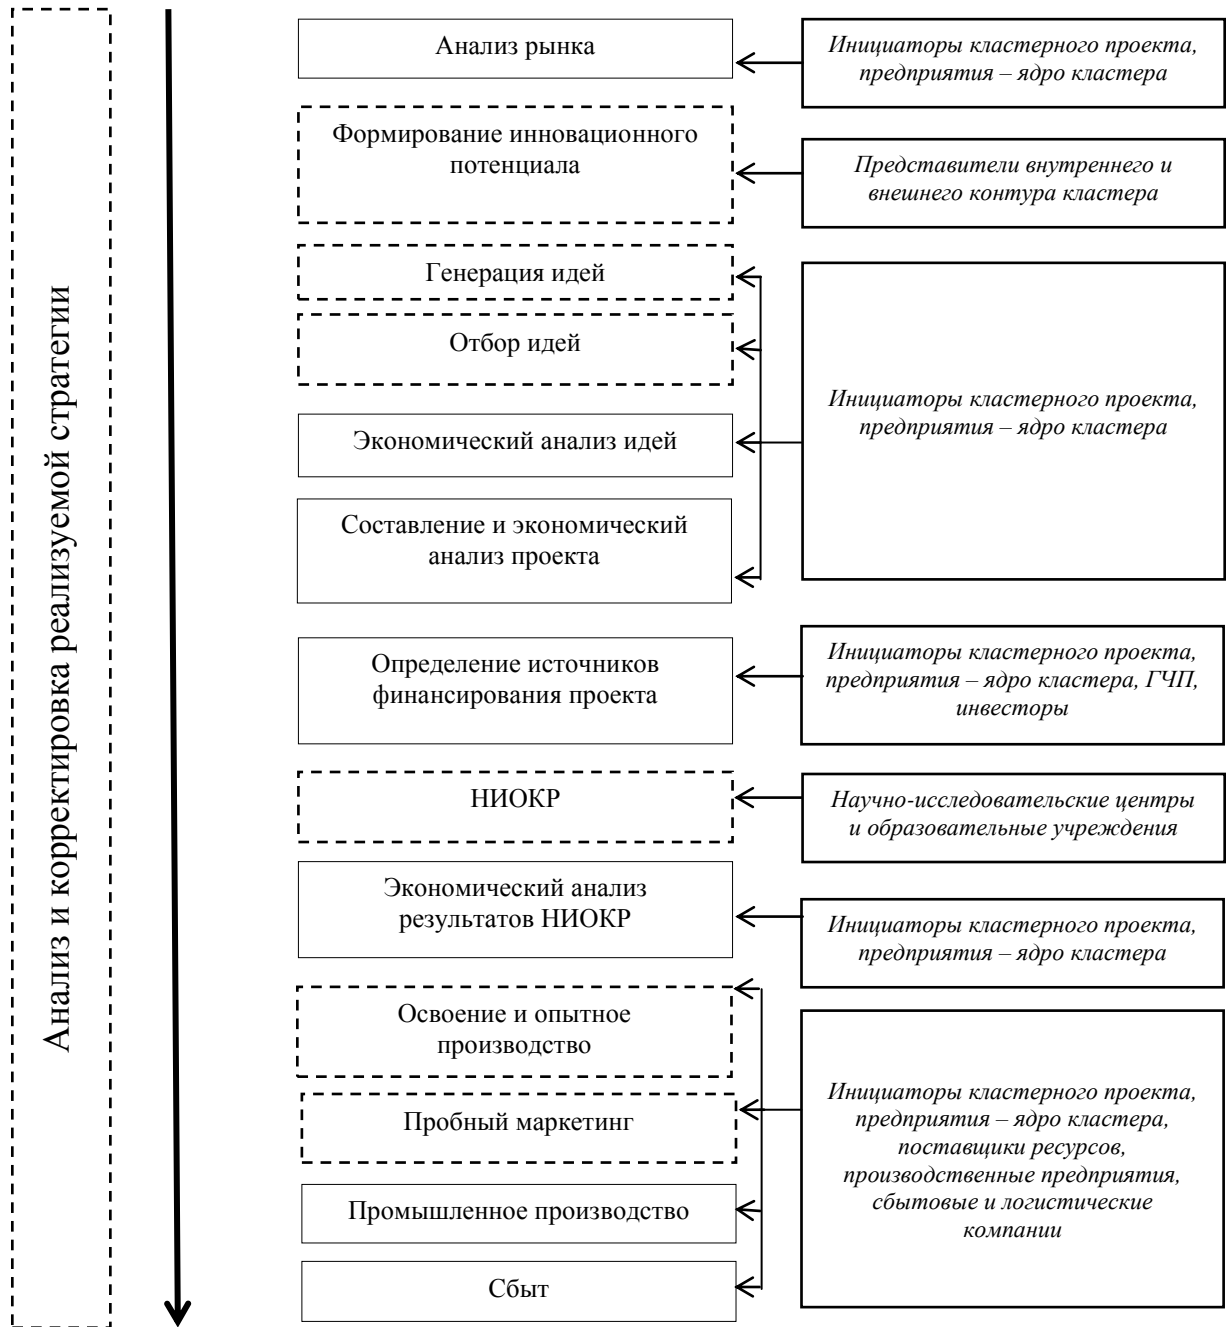 Анализ и корректировка реализуемой стратегии
Анализ рынка
Инициаторы кластерного проекта,
предприятия – ядро кластера
Формирование инновационного
потенциала
Представители внутреннего и
внешнего контура кластера
Генерация идей
Отбор идей
Экономический анализ идей
Составление и экономический
анализ проекта
Инициаторы кластерного проекта,
предприятия – ядро кластера
Определение источников
финансирования проекта
Инициаторы кластерного проекта,
предприятия – ядро кластера, ГЧП,
инвесторы
НИОКР
Научно-исследовательские центры
и образовательные учреждения
Экономический анализ
результатов НИОКР
Инициаторы кластерного проекта,
предприятия – ядро кластера
Освоение и опытное
производство
Пробный маркетинг
Промышленное производство
Сбыт
Инициаторы кластерного проекта,
предприятия – ядро кластера,
поставщики ресурсов,
производственные предприятия,
сбытовые и логистические
компании